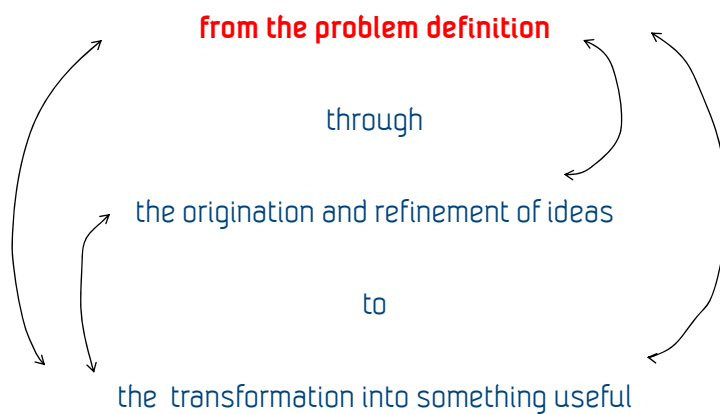 from the problem definition
through
the origination and refinement of ideas
to
the transformation into something useful